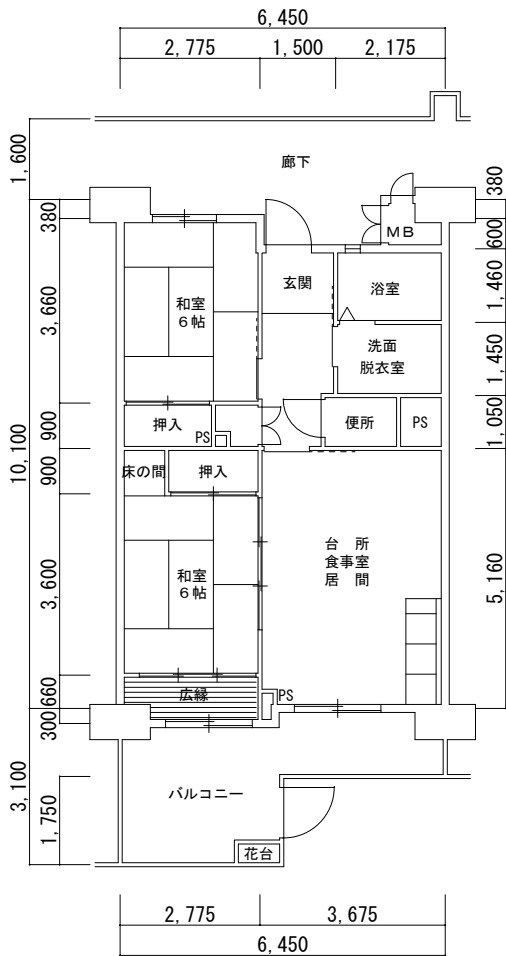 6,450
2,775
1,500
2,175
1,600
廊下
380
380
MB
600
玄関
浴室
1,460
和室
6帖
3,660
洗面
脱衣室
1,450
押入
PS
便所
PS
1,050
900
10,100
900
床の間
押入
台 所
食事室
居 間
和室
6帖
3,600
5,160
広縁
PS
660
300
3,100
バルコニー
1,750
花台
2,775
3,675
6,450